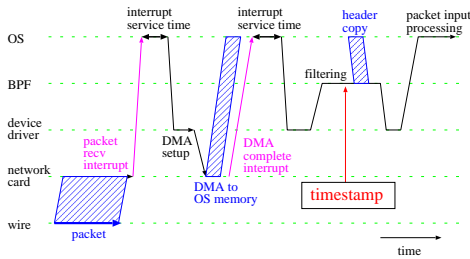 interrupt
service time
interrupt
service time
header
copy
packet input
processing
OS
BPF
filtering
device
driver
packet
recv
interrupt
DMA
setup
DMA
complete
interrupt
network
card
DMA to
OS memory
timestamp
wire
packet
time